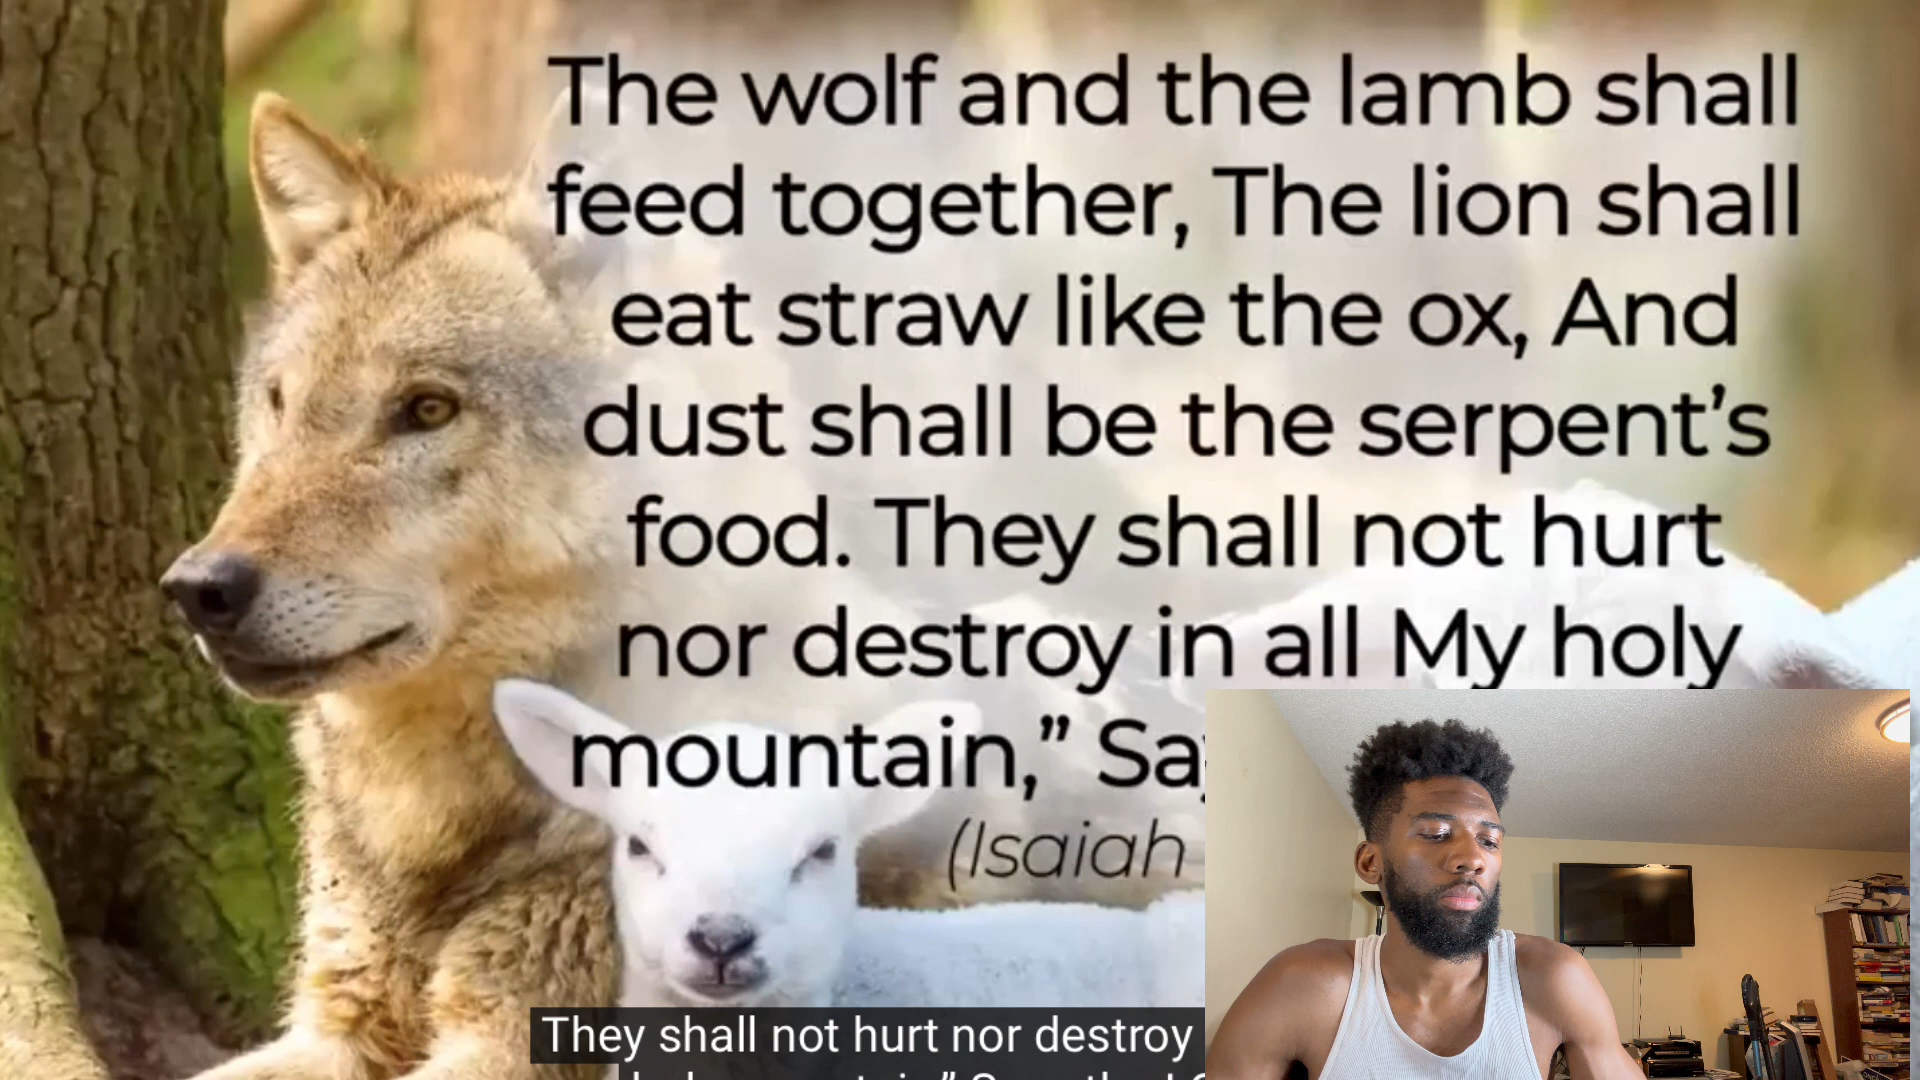 The wolf and the lamb shall
feed together, The lion shall
eat straw like the ox, And
dust shall be the serpent’s
food. They shall not hurt
nor destroy in all My holy
mountain,”
(Isaiah
They shall not hurt nor destroy